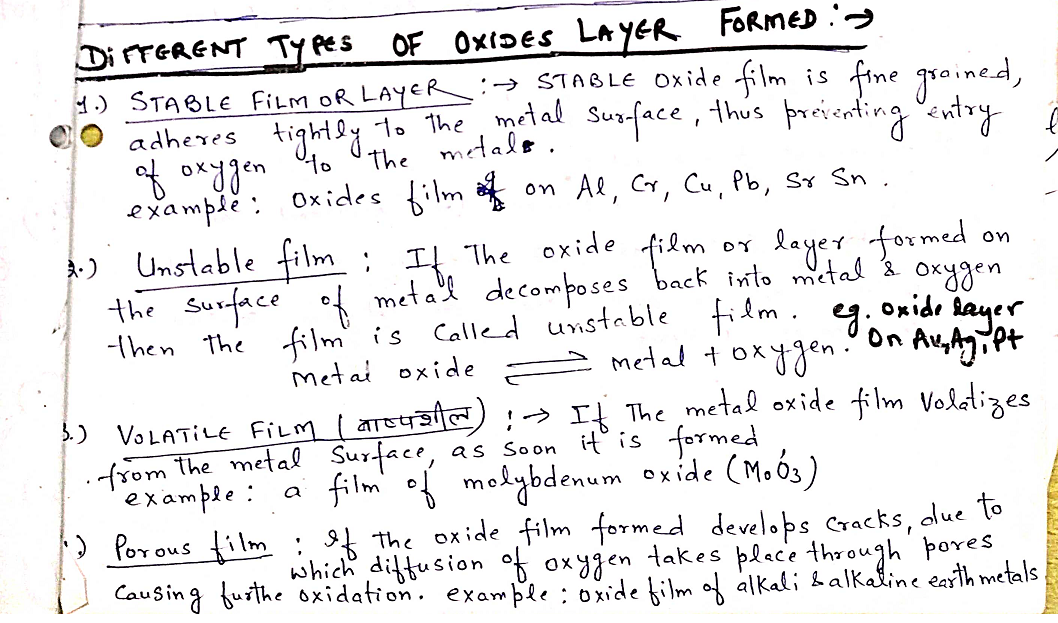 DIFFERENT TYPES OF OXIDES LAYER FORMED :→
1.) STABLE FILM OR LAYER :→ STABLE oxide film is fine grained,
adheres tightly to the metal surface, thus preventing entry
of oxygen to the metals.
example: oxides film on Al, Cr, Cu, Pb, Sr Sn.
2.) Unstable film : If The oxide film or layer formed on
the surface of metal decomposes back into metal & oxygen
then the film is Called unstable film. eg. oxide layer
metal oxide ⇌ metal + oxygen. On Au, Ag, Pt
3.) VOLATILE FILM (वाष्पशील) :→ If The metal oxide film Volatizes
from the metal Surface, as soon it is formed
example: a film of molybdenum oxide (MoO3)
) Porous film : If the oxide film formed develops cracks, due to
which diffusion of oxygen takes place through pores
Causing furthe oxidation. example: oxide film of alkali & alkaline earth metals